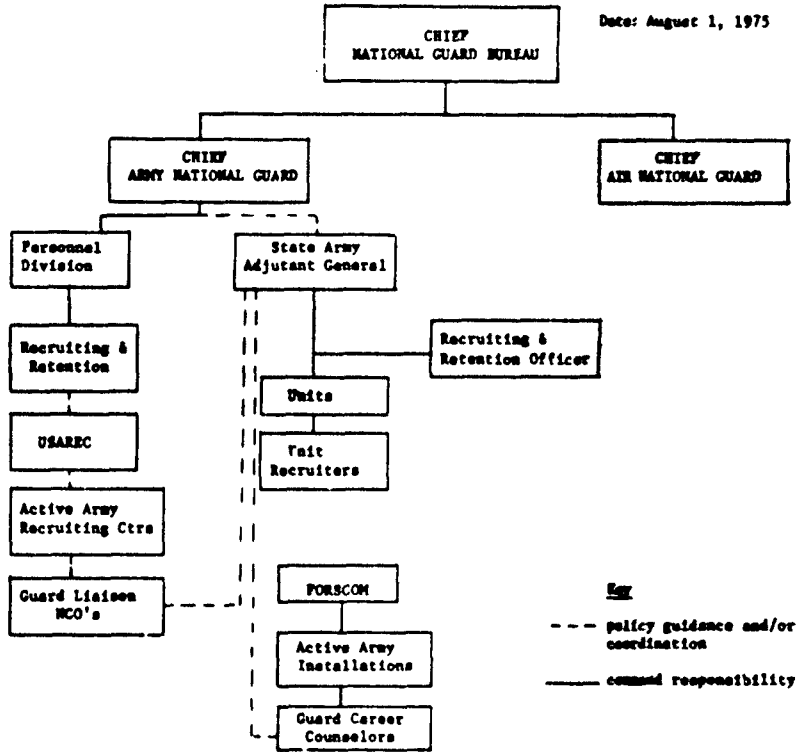 Date: August 1, 1975
CHIEF
NATIONAL GUARD BUREAU
CHIEF
ARMY NATIONAL GUARD
CHIEF
AIR NATIONAL GUARD
Personnel
Division
State Army
Adjutant General
Recruiting &
Retention
Recruiting &
Retention Officer
Units
USAREC
Unit
Recruiters
Active Army
Recruiting Ctrs
Guard Liaison
NCO's
FORSCOM
Active Army
Installations
Guard Career
Counselors
Key
policy guidance and/or
coordination
command responsibility